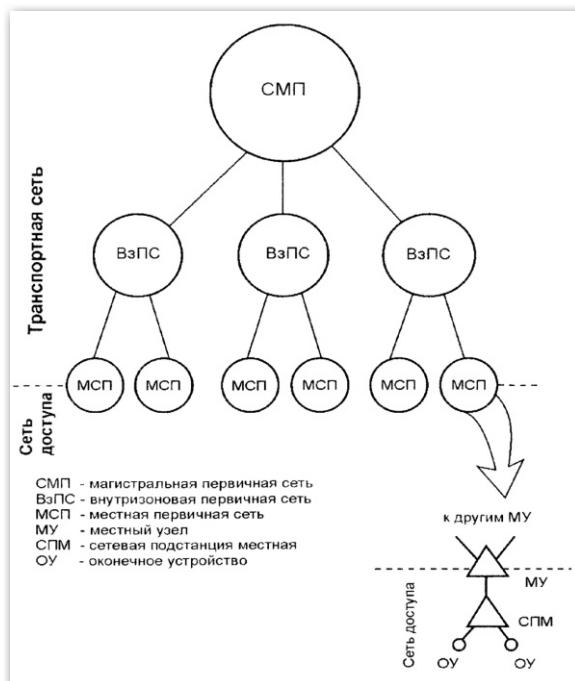 СМП
Транспортная сеть
ВзПС ВзПС ВзПС
МСП МСП МСП МСП МСП МСП
Сеть
доступа
СМП - магистральная первичная сеть
ВзПС - внутризоновая первичная сеть
МСП - местная первичная сеть
МУ - местный узел
СПМ - сетевая подстанция местная
ОУ - оконечное устройство
к другим МУ
МУ
Сеть доступа
СПМ
ОУ ОУ